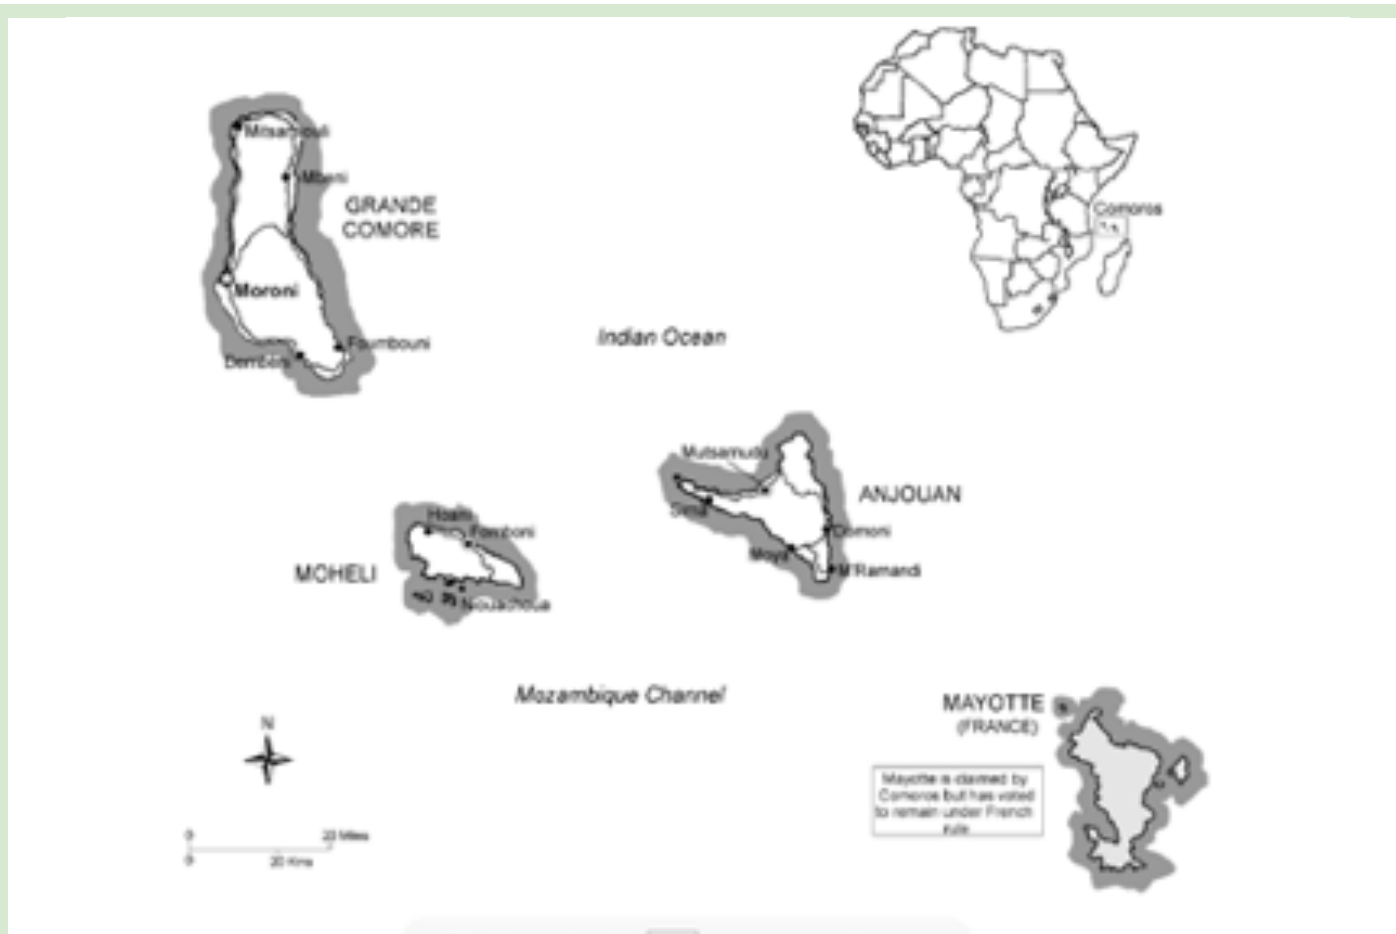 Mitsamiouli
Mbeni
GRANDE
COMORE
Comoros
Moroni
Foumbouni
Indian Ocean
Mutsamudu
ANJOUAN
Sima
Domoni
Moya
M'Ramandi
Hoani
Fomboni
MOHELI
Nioumachoua
Mozambique Channel
MAYOTTE
(FRANCE)
Mayotte is claimed by
Comoros but has voted
to remain under French
rule
N
0
20 Miles
0
20 Kms